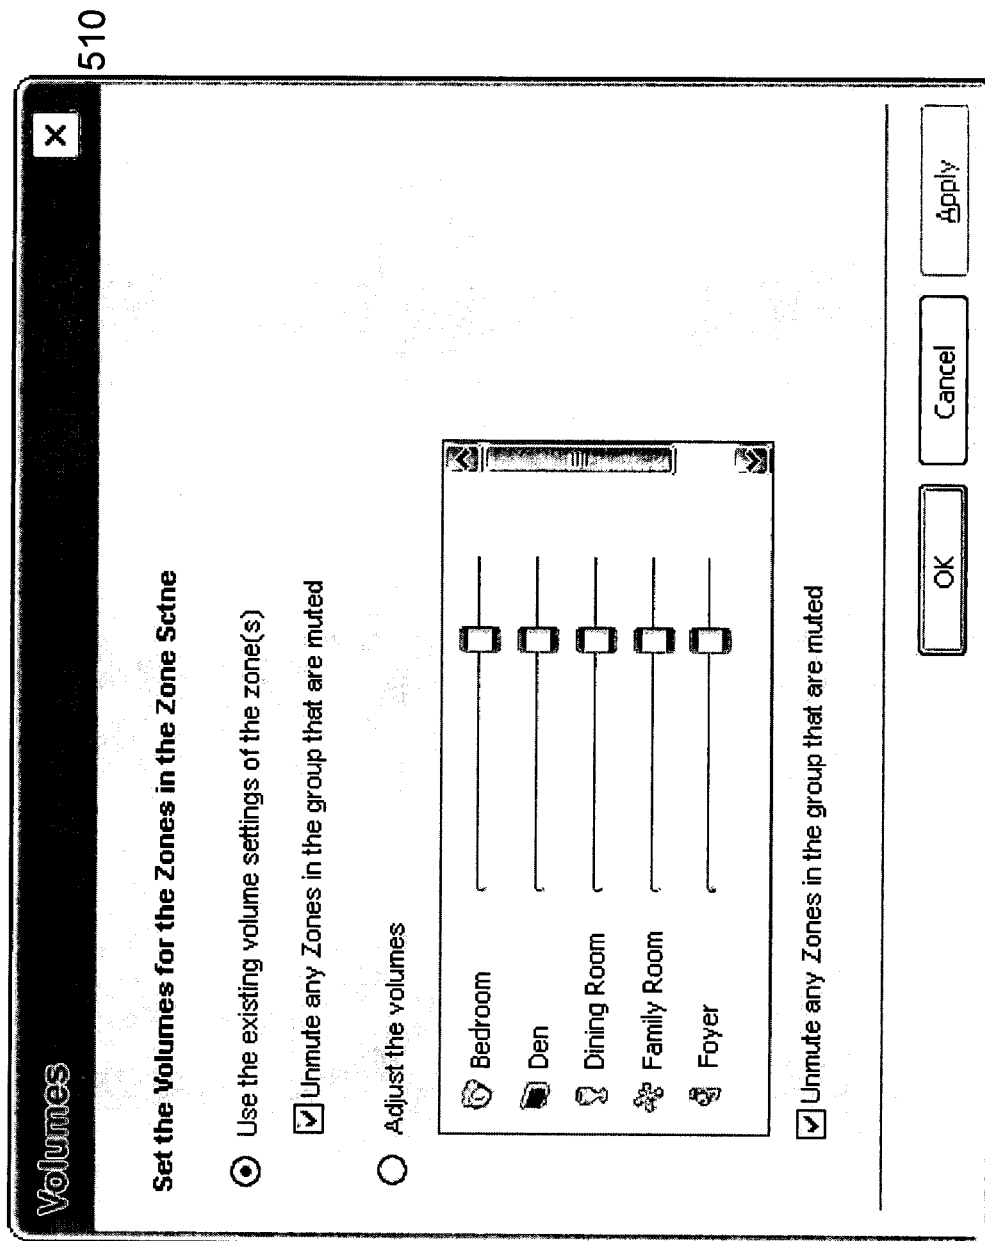 510
Volumes
Set the Volumes for the Zones in the Zone Sctne
Use the existing volume settings of the zone(s)
Unmute any Zones in the group that are muted
Adjust the volumes
Bedroom
Den
Dining Room
Family Room
Foyer
Unmute any Zones in the group that are muted
OK
Cancel
Apply